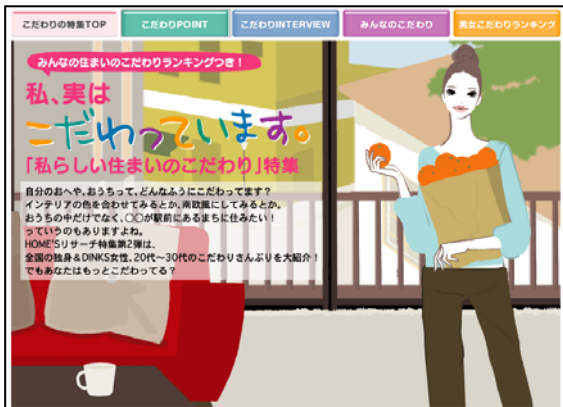 こだわりの特集TOP
こだわりPOINT
こだわりINTERVIEW
みんなのこだわり
男女こだわりランキング
みんなの住まいのこだわりランキングつき！
私、実は
こだわっています。
「私らしい住まいのこだわり」特集
自分のおへや、おうちって、どんなふうにこだわってます？
インテリアの色を合わせてみるとか、南欧風にしてみるとか。
おうちの中だけでなく、〇〇が駅前にあるまちに住みたい！
っていうのもありますよね。
HOME'Sリサーチ特集第2弾は、
全国の独身＆DINKS女性、20代～30代のこだわりさんぶりを大紹介！
でもあなたはもっとこだわってる？